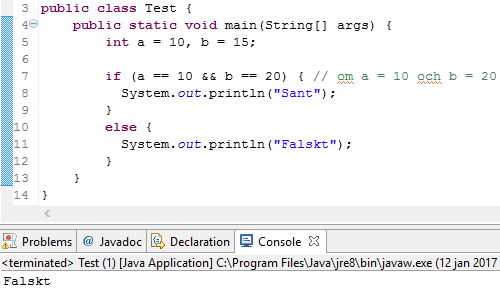 3 public class Test {
4 public static void main(String[] args) {
5 int a = 10, b = 15;
6
7 if (a == 10 && b == 20) { // om a = 10 och b = 20
8 System.out.println("Sant");
9 }
10 else {
11 System.out.println("Falskt");
12 }
13 }
14 }
Problems @ Javadoc Declaration Console
<terminated> Test (1) [Java Application] C:\Program Files\Java\jre8\bin\javaw.exe (12 jan 2017
Falskt